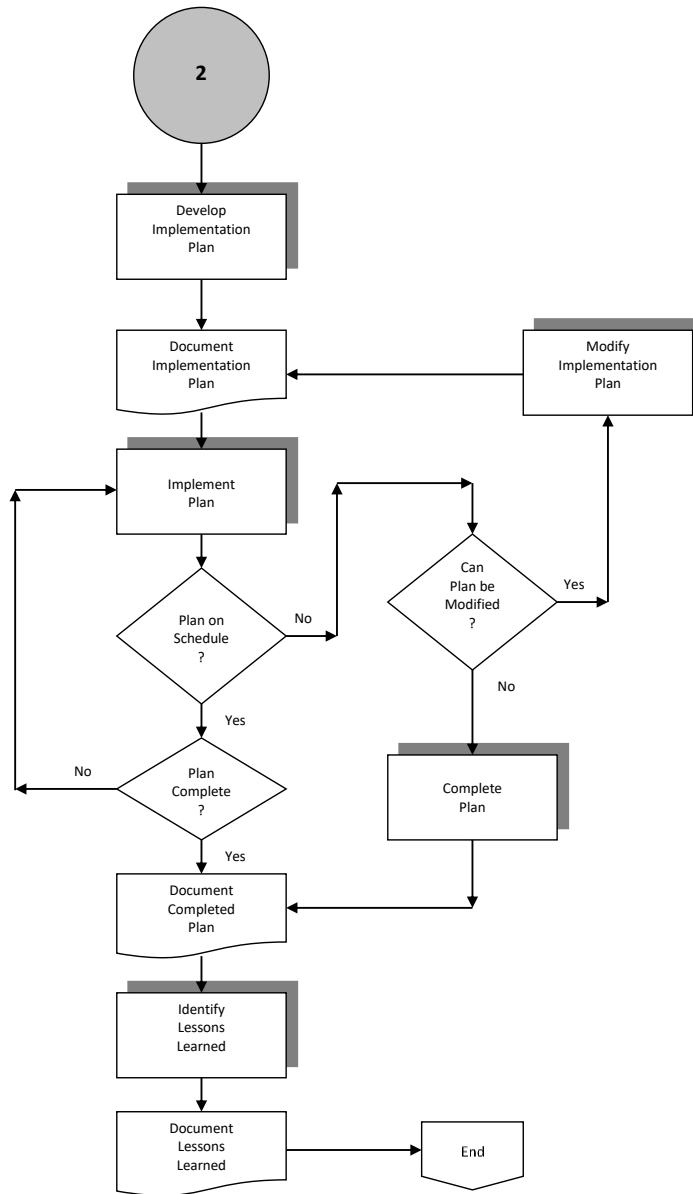 2
Develop
Implementation
Plan
Document
Implementation
Plan
Modify
Implementation
Plan
Implement
Plan
Can
Plan be
Modified
?
Yes
Plan on
Schedule
?
No
No
Yes
No
Plan
Complete
?
Complete
Plan
Yes
Document
Completed
Plan
Identify
Lessons
Learned
Document
Lessons
Learned
End